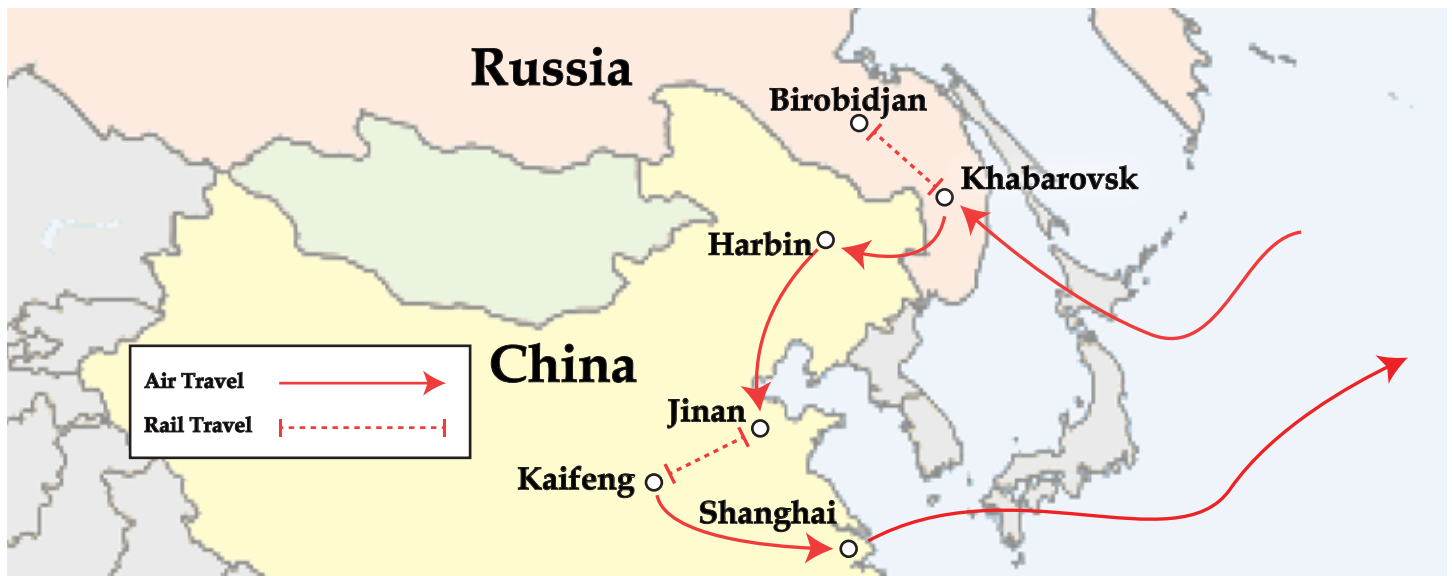 Russia
Birobidjan
Khabarovsk
Harbin
China
Air Travel
Rail Travel
Jinan
Kaifeng
Shanghai